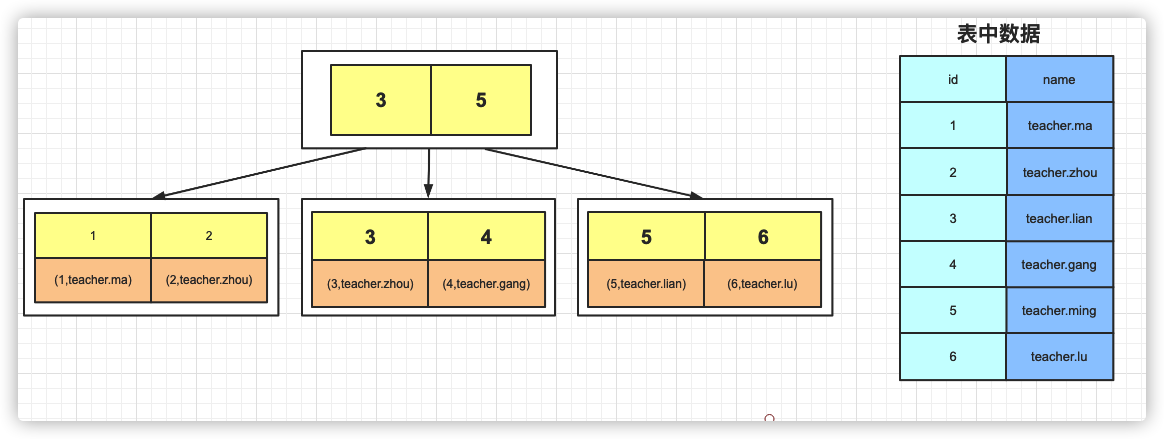 表中数据
3 5
1 2
(1,teacher.ma) (2,teacher.zhou)
3 4
(3,teacher.zhou) (4,teacher.gang)
5 6
(5,teacher.lian) (6,teacher.lu)
id name
1 teacher.ma
2 teacher.zhou
3 teacher.lian
4 teacher.gang
5 teacher.ming
6 teacher.lu